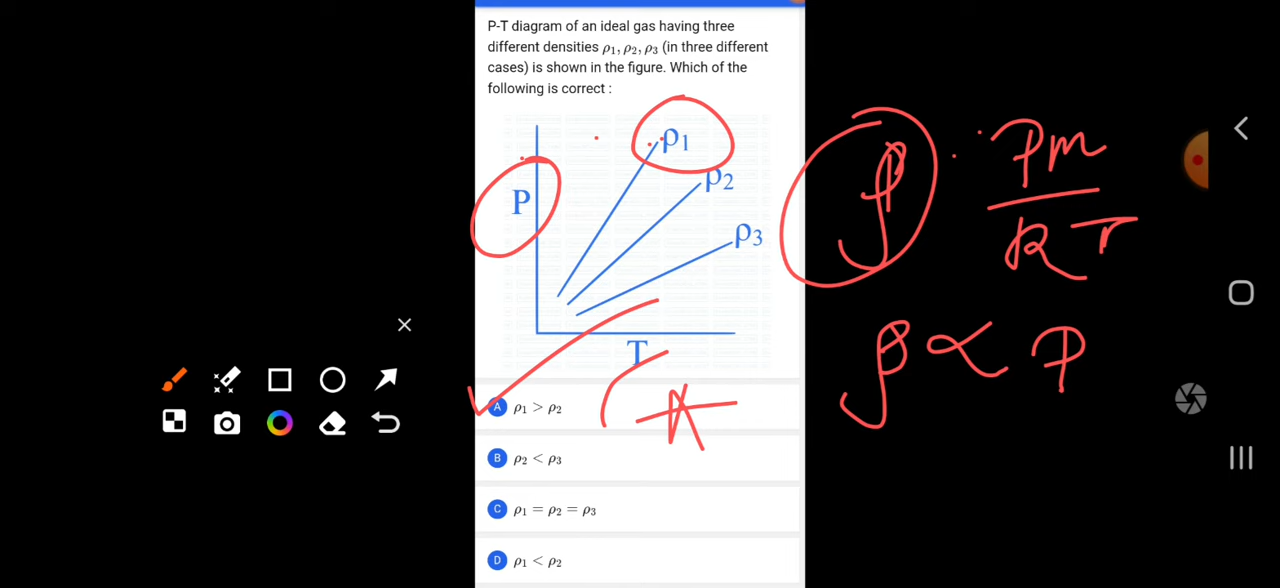 P-T diagram of an ideal gas having three
different densities ρ₁, ρ₂, ρ₃ (in three different
cases) is shown in the figure. Which of the
following is correct :
P
ρ₁
ρ₂
ρ₃
T
A ρ₁ > ρ₂
B ρ₂ < ρ₃
C ρ₁ = ρ₂ = ρ₃
D ρ₁ < ρ₂
ρ
PM
RT
ρ ∝ P